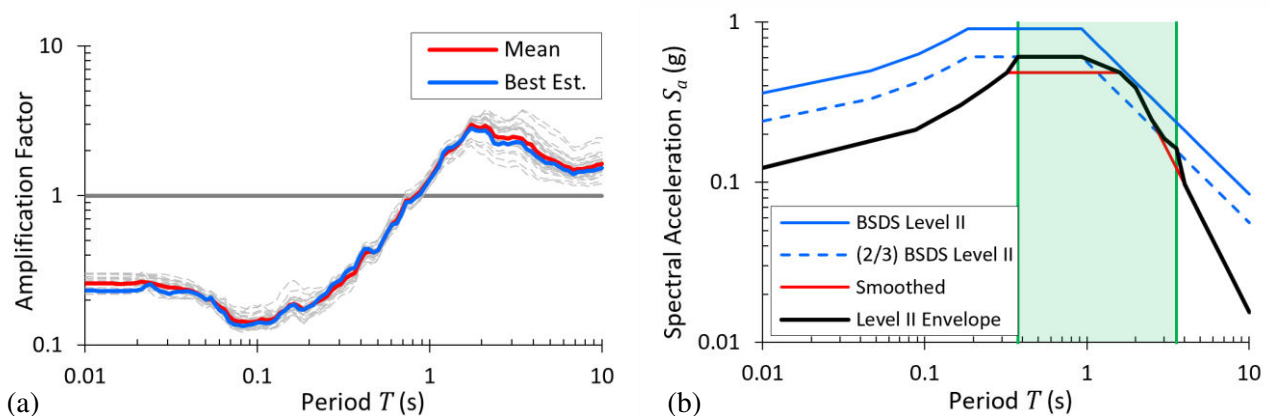 Mean
Best Est.
Amplification Factor
10
1
0.1
0.01
0.1
1
10
Period T (s)
(a)
Spectral Acceleration Sₐ (g)
1
0.1
0.01
BSDS Level II
(2/3) BSDS Level II
Smoothed
Level II Envelope
0.01
0.1
1
10
Period T (s)
(b)